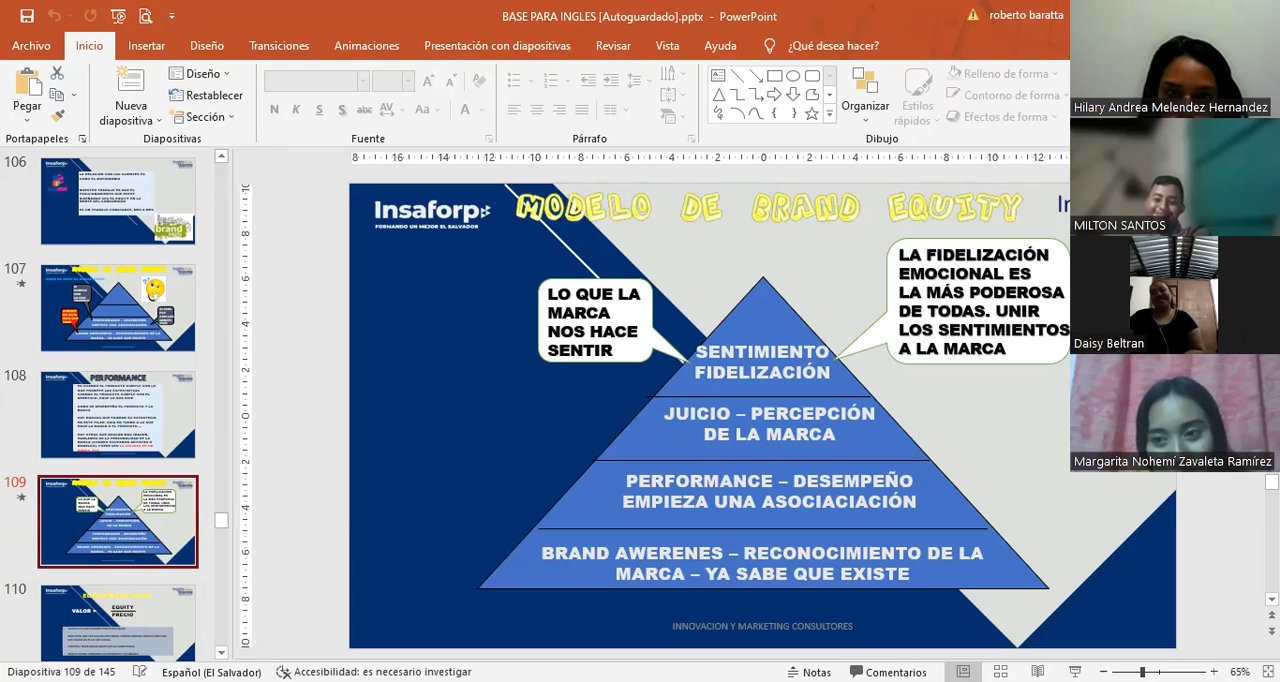 BASE PARA INGLES [Autoguardado].pptx - PowerPoint
roberto baratta
Archivo Inicio Insertar Diseño Transiciones Animaciones Presentación con diapositivas Revisar Vista Ayuda ¿Qué desea hacer?
Pegar
Nueva
diapositiva
Diseño
Restablecer
Sección
N K S S abc AV Aa A
Organizar
Estilos
rápidos
Relleno de forma
Contorno de forma
Efectos de forma
Portapapeles Diapositivas Fuente Párrafo Dibujo
106
107
108
PERFORMANCE
109
110
VALOR = EQUITY
PRECIO
Insaforp
FORMANDO UN MEJOR EL SALVADOR
MODELO DE BRAND EQUITY
LO QUE LA
MARCA
NOS HACE
SENTIR
LA FIDELIZACIÓN
EMOCIONAL ES
LA MÁS PODEROSA
DE TODAS. UNIR
LOS SENTIMIENTOS
A LA MARCA
SENTIMIENTO
FIDELIZACIÓN
JUICIO – PERCEPCIÓN
DE LA MARCA
PERFORMANCE – DESEMPEÑO
EMPIEZA UNA ASOCIACIACIÓN
BRAND AWERENES – RECONOCIMIENTO DE LA
MARCA – YA SABE QUE EXISTE
INNOVACION Y MARKETING CONSULTORES
Hilary Andrea Melendez Hernandez
MILTON SANTOS
Daisy Beltran
Margarita Nohemí Zavaleta Ramírez
Diapositiva 109 de 145 Español (El Salvador) Accesibilidad: es necesario investigar Notas Comentarios 65%